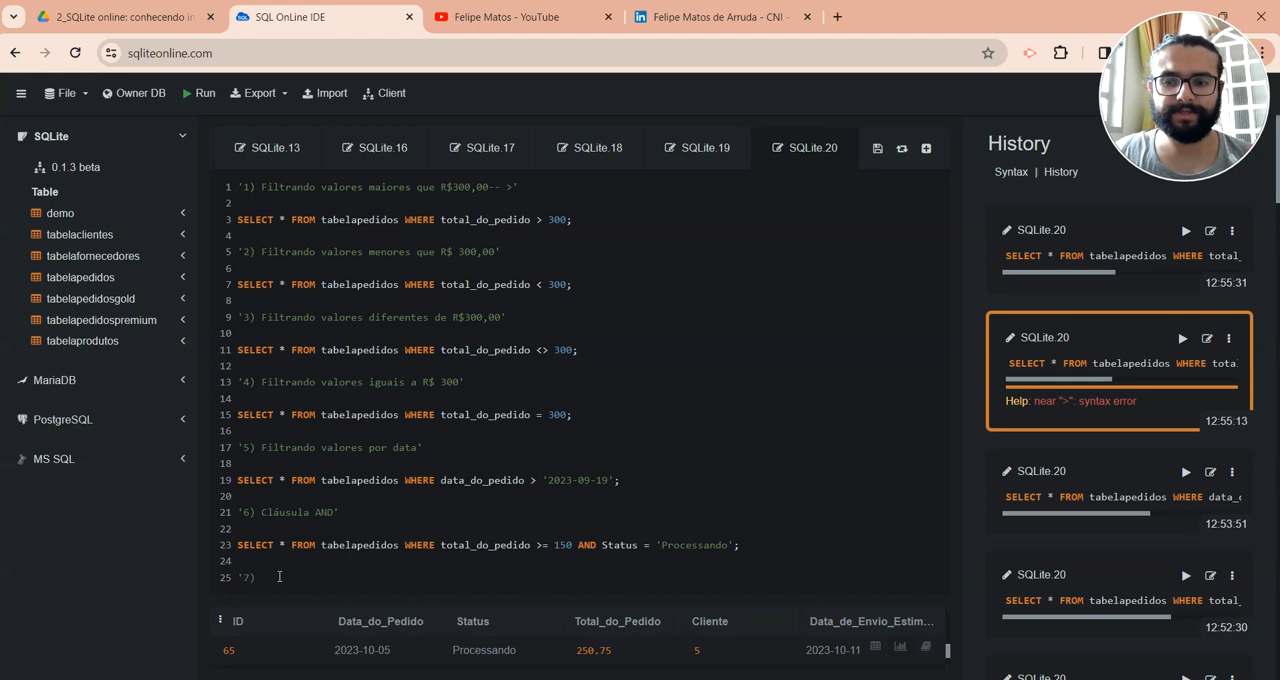 2_SQLite online: conhecendo in
SQL OnLine IDE
Felipe Matos - YouTube
Felipe Matos de Arruda - CNI -
sqliteonline.com
File
Owner DB
Run
Export
Import
Client
SQLite
0.1.3 beta
Table
demo
tabelaclientes
tabelafornecedores
tabelapedidos
tabelapedidosgold
tabelapedidospremium
tabelaprodutos
MariaDB
PostgreSQL
MS SQL
SQLite.13
SQLite.16
SQLite.17
SQLite.18
SQLite.19
SQLite.20
1 '1) Filtrando valores maiores que R$300,00-- >'
2
3 SELECT * FROM tabelapedidos WHERE total_do_pedido > 300;
4
5 '2) Filtrando valores menores que R$ 300,00'
6
7 SELECT * FROM tabelapedidos WHERE total_do_pedido < 300;
8
9 '3) Filtrando valores diferentes de R$300,00'
10
11 SELECT * FROM tabelapedidos WHERE total_do_pedido <> 300;
12
13 '4) Filtrando valores iguais a R$ 300'
14
15 SELECT * FROM tabelapedidos WHERE total_do_pedido = 300;
16
17 '5) Filtrando valores por data'
18
19 SELECT * FROM tabelapedidos WHERE data_do_pedido > '2023-09-19';
20
21 '6) Cláusula AND'
22
23 SELECT * FROM tabelapedidos WHERE total_do_pedido >= 150 AND Status = 'Processando';
24
25 '7)
ID Data_do_Pedido Status Total_do_Pedido Cliente Data_de_Envio_Estim...
65 2023-10-05 Processando 250.75 5 2023-10-11
History
Syntax | History
SQLite.20
SELECT * FROM tabelapedidos WHERE total_
12:55:31
SQLite.20
SELECT * FROM tabelapedidos WHERE tota
Help: near ">": syntax error
12:55:13
SQLite.20
SELECT * FROM tabelapedidos WHERE data_d
12:53:51
SQLite.20
SELECT * FROM tabelapedidos WHERE total_
12:52:30
SQLite.20